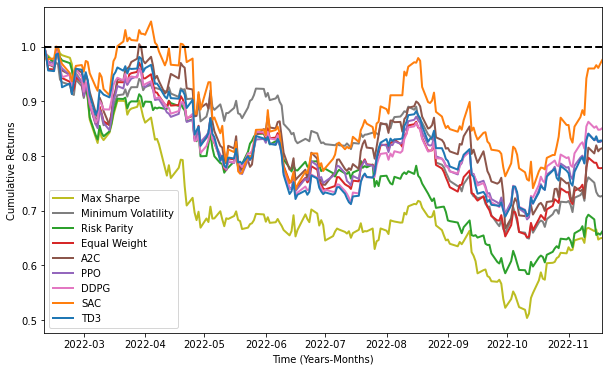 Cumulative Returns
1.0
0.9
0.8
0.7
0.6
0.5
Max Sharpe
Minimum Volatility
Risk Parity
Equal Weight
A2C
PPO
DDPG
SAC
TD3
2022-03
2022-04
2022-05
2022-06
2022-07
2022-08
2022-09
2022-10
2022-11
Time (Years-Months)